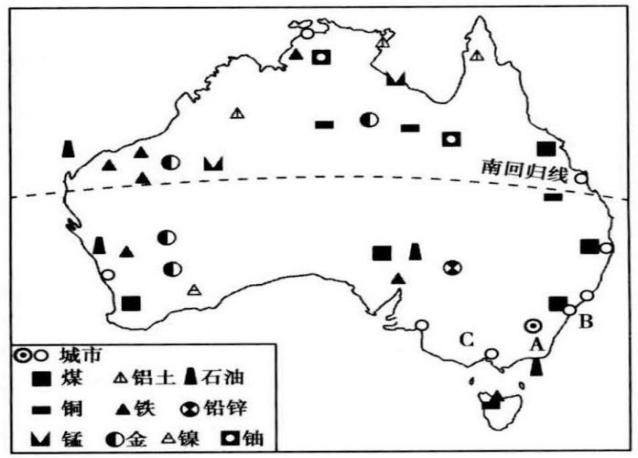 南回归线
B
A
C
城市
煤 铝土 石油
铜 铁 铅锌
锰 金 镍 铀